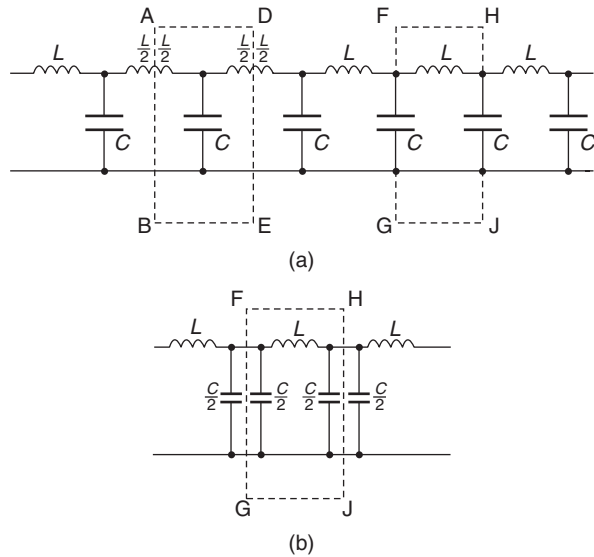 A D F H
L L/2 L/2 L/2 L/2 L L L
C C C C C C
B E G J
(a)
F H
L L L
C/2 C/2 C/2 C/2
G J
(b)